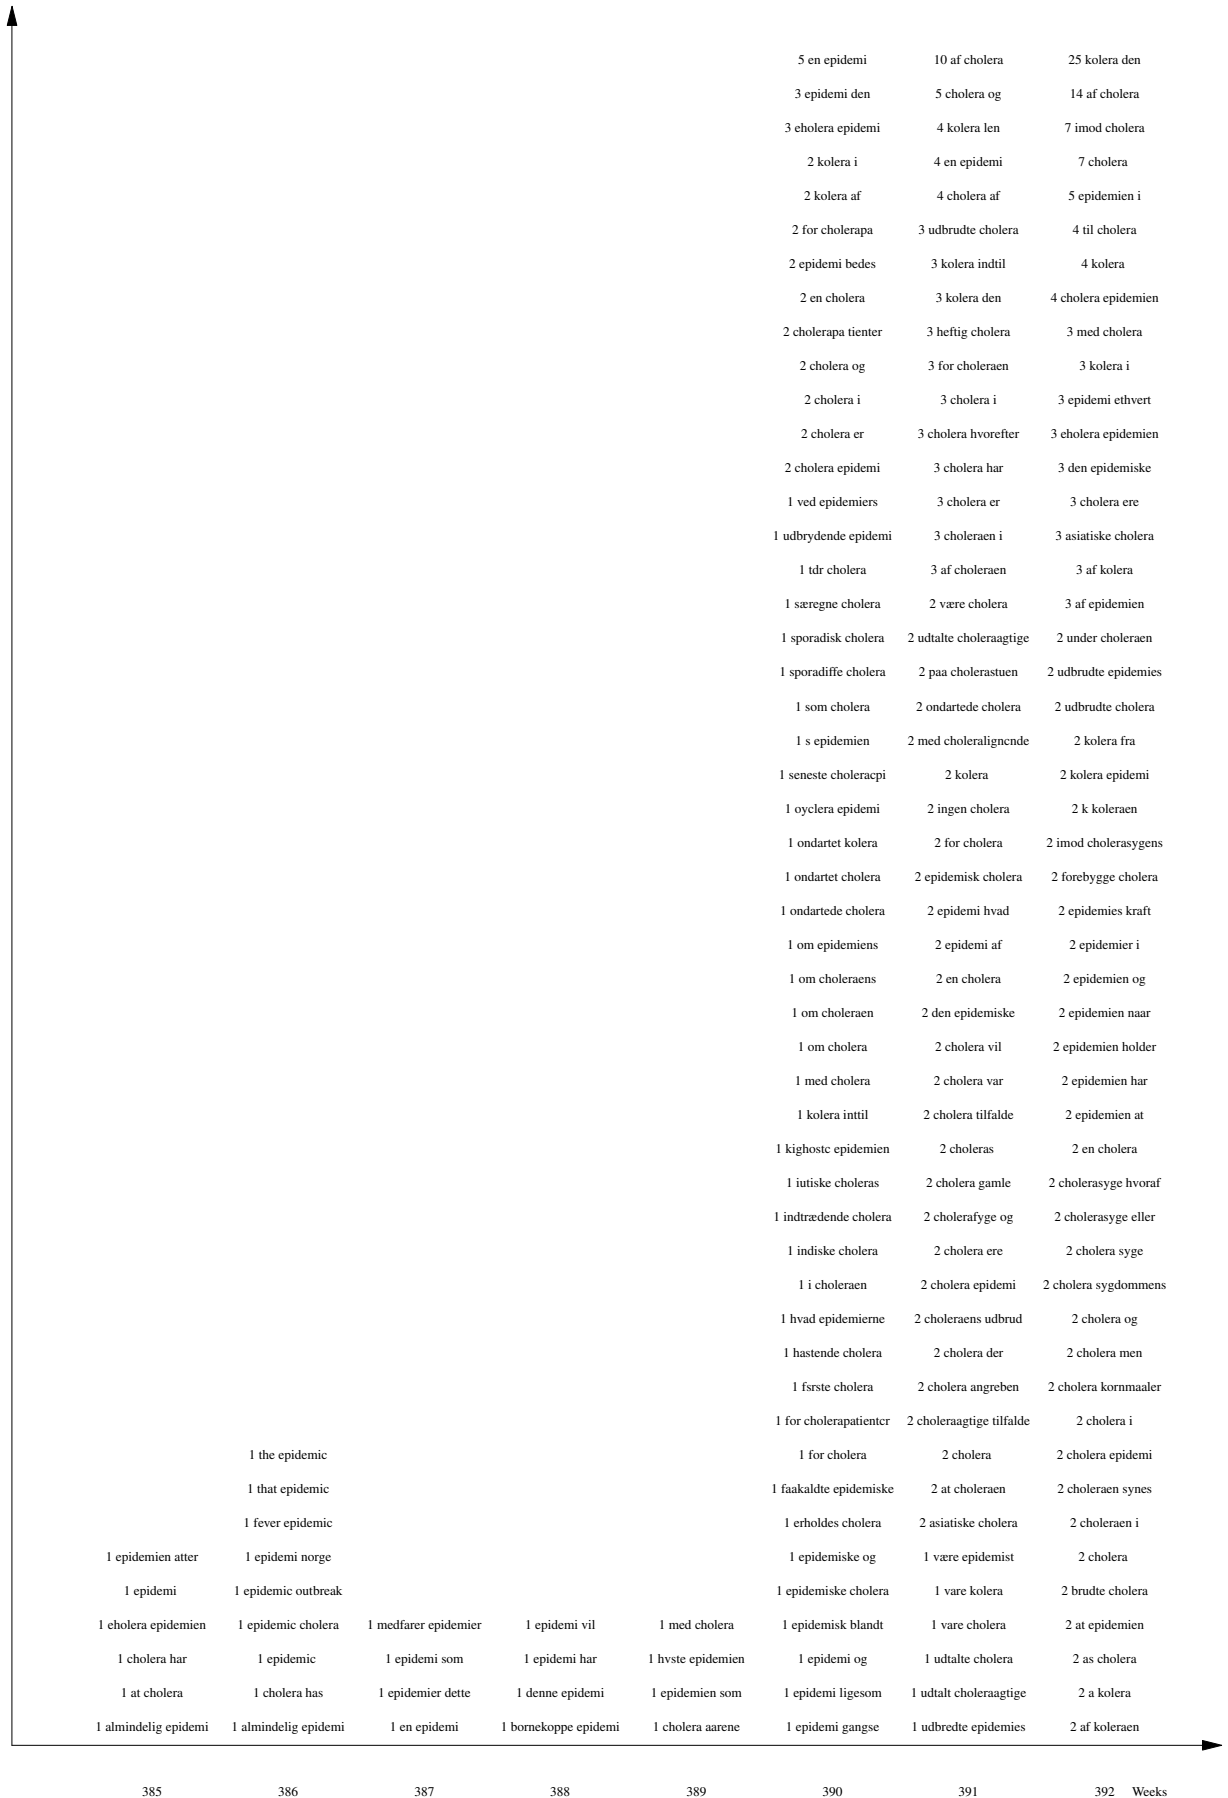 5 en epidemi 10 af cholera 25 kolera den
3 epidemi den 5 cholera og 14 af cholera
3 eholera epidemi 4 kolera len 7 imod cholera
2 kolera i 4 en epidemi 7 cholera
2 kolera af 4 cholera af 5 epidemien i
2 for cholerapa 3 udbrudte cholera 4 til cholera
2 epidemi bedes 3 kolera indtil 4 kolera
2 en cholera 3 kolera den 4 cholera epidemien
2 cholerapa tienter 3 heftig cholera 3 med cholera
2 cholera og 3 for choleraen 3 kolera i
2 cholera i 3 cholera i 3 epidemi ethvert
2 cholera er 3 cholera hvorefter 3 eholera epidemien
2 cholera epidemi 3 cholera har 3 den epidemiske
1 ved epidemiers 3 cholera er 3 cholera ere
1 udbrydende epidemi 3 choleraen i 3 asiatiske cholera
1 tdr cholera 3 af choleraen 3 af kolera
1 særegne cholera 2 være cholera 3 af epidemien
1 sporadisk cholera 2 udtalte choleraagtige 2 under choleraen
1 sporadiffe cholera 2 paa cholerastuen 2 udbrudte epidemies
1 som cholera 2 ondartede cholera 2 udbrudte cholera
1 s epidemien 2 med choleraligncnde 2 kolera fra
1 seneste choleracpi 2 kolera 2 kolera epidemi
1 oyclera epidemi 2 ingen cholera 2 k koleraen
1 ondartet kolera 2 for cholera 2 imod cholerasygens
1 ondartet cholera 2 epidemisk cholera 2 forebygge cholera
1 ondartede cholera 2 epidemi hvad 2 epidemies kraft
1 om epidemiens 2 epidemi af 2 epidemier i
1 om choleraens 2 en cholera 2 epidemien og
1 om choleraen 2 den epidemiske 2 epidemien naar
1 om cholera 2 cholera vil 2 epidemien holder
1 med cholera 2 cholera var 2 epidemien har
1 kolera inttil 2 cholera tilfalde 2 epidemien at
1 kighostc epidemien 2 choleras 2 en cholera
1 iutiske choleras 2 cholera gamle 2 cholerasyge hvoraf
1 indtrædende cholera 2 cholerafyge og 2 cholerasyge eller
1 indiske cholera 2 cholera ere 2 cholera syge
1 i choleraen 2 cholera epidemi 2 cholera sygdommens
1 hvad epidemierne 2 choleraens udbrud 2 cholera og
1 hastende cholera 2 cholera der 2 cholera men
1 fsrste cholera 2 cholera angreben 2 cholera kornmaaler
1 for cholerapatientcr 2 choleraagtige tilfalde 2 cholera i
1 the epidemic 1 for cholera 2 cholera 2 cholera epidemi
1 that epidemic 1 faakaldte epidemiske 2 at choleraen 2 choleraen synes
1 fever epidemic 1 erholdes cholera 2 asiatiske cholera 2 choleraen i
1 epidemien atter 1 epidemi norge 1 epidemiske og 1 være epidemist 2 cholera
1 epidemi 1 epidemic outbreak 1 epidemiske cholera 1 vare kolera 2 brudte cholera
1 eholera epidemien 1 epidemic cholera 1 medfarer epidemier 1 epidemi vil 1 med cholera 1 epidemisk blandt 1 vare cholera 2 at epidemien
1 cholera har 1 epidemic 1 epidemi som 1 epidemi har 1 hvste epidemien 1 epidemi og 1 udtalte cholera 2 as cholera
1 at cholera 1 cholera has 1 epidemier dette 1 denne epidemi 1 epidemien som 1 epidemi ligesom 1 udtalt choleraagtige 2 a kolera
1 almindelig epidemi 1 almindelig epidemi 1 en epidemi 1 bornekoppe epidemi 1 cholera aarene 1 epidemi gangse 1 udbredte epidemies 2 af koleraen
385 386 387 388 389 390 391 392 Weeks